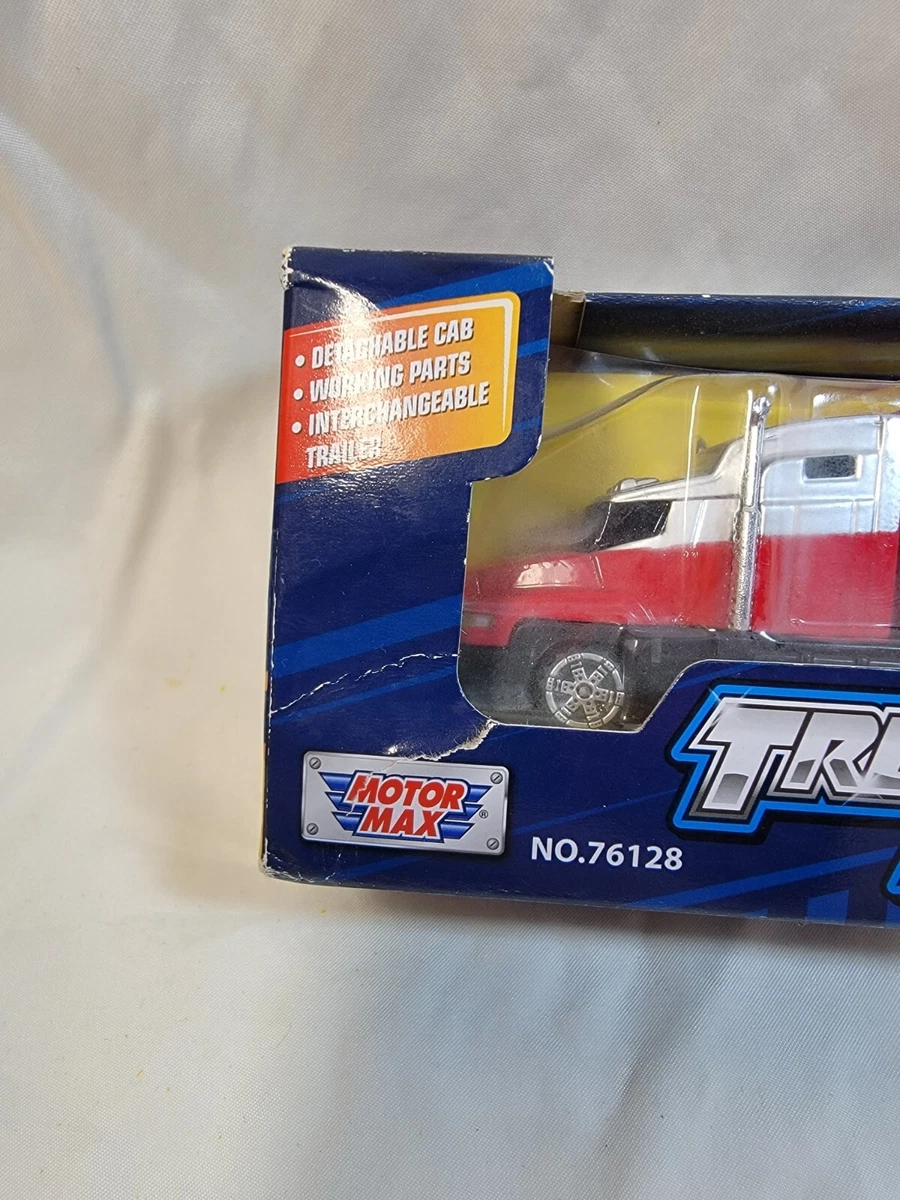 • DETACHABLE CAB
• WORKING PARTS
• INTERCHANGEABLE
TRAILER
MOTOR
MAX
®
NO.76128